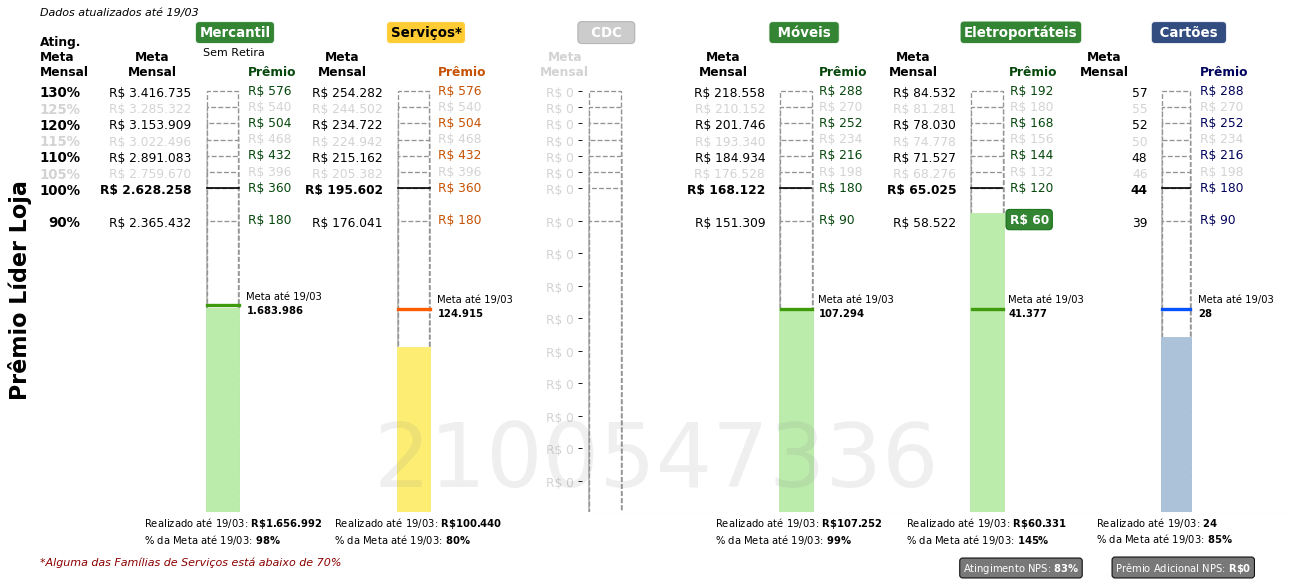 Dados atualizados até 19/03
Mercantil Serviços* CDC Móveis Eletroportáteis Cartões
Sem Retira
Ating. Meta Mensal
Meta Mensal Prêmio Meta Mensal Prêmio Meta Mensal Meta Mensal Prêmio Meta Mensal Prêmio Meta Mensal Prêmio
130% R$ 3.416.735 R$ 576 R$ 254.282 R$ 576 R$ 0 R$ 218.558 R$ 288 R$ 84.532 R$ 192 57 R$ 288
125% R$ 3.285.322 R$ 540 R$ 244.502 R$ 540 R$ 0 R$ 210.152 R$ 270 R$ 81.281 R$ 180 55 R$ 270
120% R$ 3.153.909 R$ 504 R$ 234.722 R$ 504 R$ 0 R$ 201.746 R$ 252 R$ 78.030 R$ 168 52 R$ 252
115% R$ 3.022.496 R$ 468 R$ 224.942 R$ 468 R$ 0 R$ 193.340 R$ 234 R$ 74.778 R$ 156 50 R$ 234
110% R$ 2.891.083 R$ 432 R$ 215.162 R$ 432 R$ 0 R$ 184.934 R$ 216 R$ 71.527 R$ 144 48 R$ 216
105% R$ 2.759.670 R$ 396 R$ 205.382 R$ 396 R$ 0 R$ 176.528 R$ 198 R$ 68.276 R$ 132 46 R$ 198
100% R$ 2.628.258 R$ 360 R$ 195.602 R$ 360 R$ 0 R$ 168.122 R$ 180 R$ 65.025 R$ 120 44 R$ 180
90% R$ 2.365.432 R$ 180 R$ 176.041 R$ 180 R$ 0 R$ 151.309 R$ 90 R$ 58.522 R$ 60 39 R$ 90
R$ 0
R$ 0
R$ 0
R$ 0
R$ 0
R$ 0
R$ 0
R$ 0
Prêmio Líder Loja
Meta até 19/03 Meta até 19/03 Meta até 19/03 Meta até 19/03 Meta até 19/03
1.683.986 124.915 107.294 41.377 28
2100547336
Realizado até 19/03: R$1.656.992 Realizado até 19/03: R$100.440 Realizado até 19/03: R$107.252 Realizado até 19/03: R$60.331 Realizado até 19/03: 24
% da Meta até 19/03: 98% % da Meta até 19/03: 80% % da Meta até 19/03: 99% % da Meta até 19/03: 145% % da Meta até 19/03: 85%
*Alguma das Famílias de Serviços está abaixo de 70%
Atingimento NPS: 83% Prêmio Adicional NPS: R$0